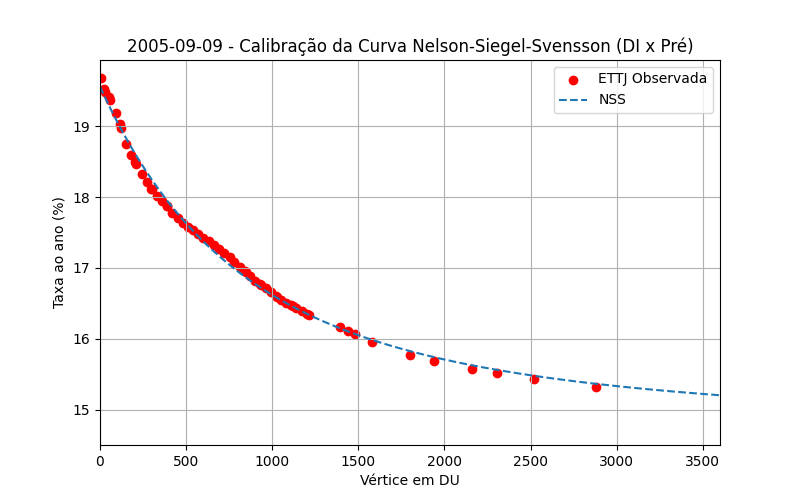 2005-09-09 - Calibração da Curva Nelson-Siegel-Svensson (DI x Pré)
ETTJ Observada
NSS
Taxa ao ano (%)
19
18
17
16
15
0 500 1000 1500 2000 2500 3000 3500
Vértice em DU